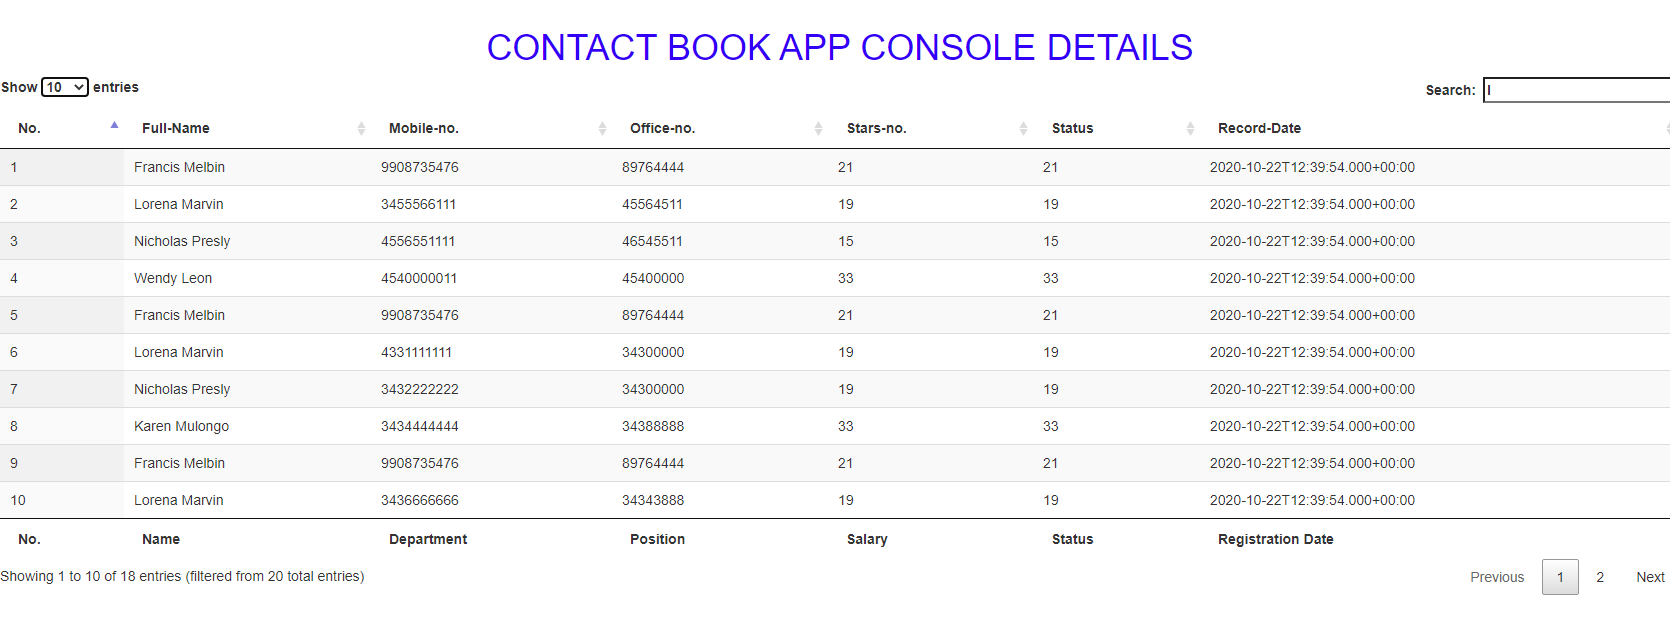 CONTACT BOOK APP CONSOLE DETAILS
Show 10 entries
Search: l
No. Full-Name Mobile-no. Office-no. Stars-no. Status Record-Date
1 Francis Melbin 9908735476 89764444 21 21 2020-10-22T12:39:54.000+00:00
2 Lorena Marvin 3455566111 45564511 19 19 2020-10-22T12:39:54.000+00:00
3 Nicholas Presly 4556551111 46545511 15 15 2020-10-22T12:39:54.000+00:00
4 Wendy Leon 4540000011 45400000 33 33 2020-10-22T12:39:54.000+00:00
5 Francis Melbin 9908735476 89764444 21 21 2020-10-22T12:39:54.000+00:00
6 Lorena Marvin 4331111111 34300000 19 19 2020-10-22T12:39:54.000+00:00
7 Nicholas Presly 3432222222 34300000 19 19 2020-10-22T12:39:54.000+00:00
8 Karen Mulongo 3434444444 34388888 33 33 2020-10-22T12:39:54.000+00:00
9 Francis Melbin 9908735476 89764444 21 21 2020-10-22T12:39:54.000+00:00
10 Lorena Marvin 3436666666 34343888 19 19 2020-10-22T12:39:54.000+00:00
No. Name Department Position Salary Status Registration Date
Showing 1 to 10 of 18 entries (filtered from 20 total entries)
Previous 1 2 Next